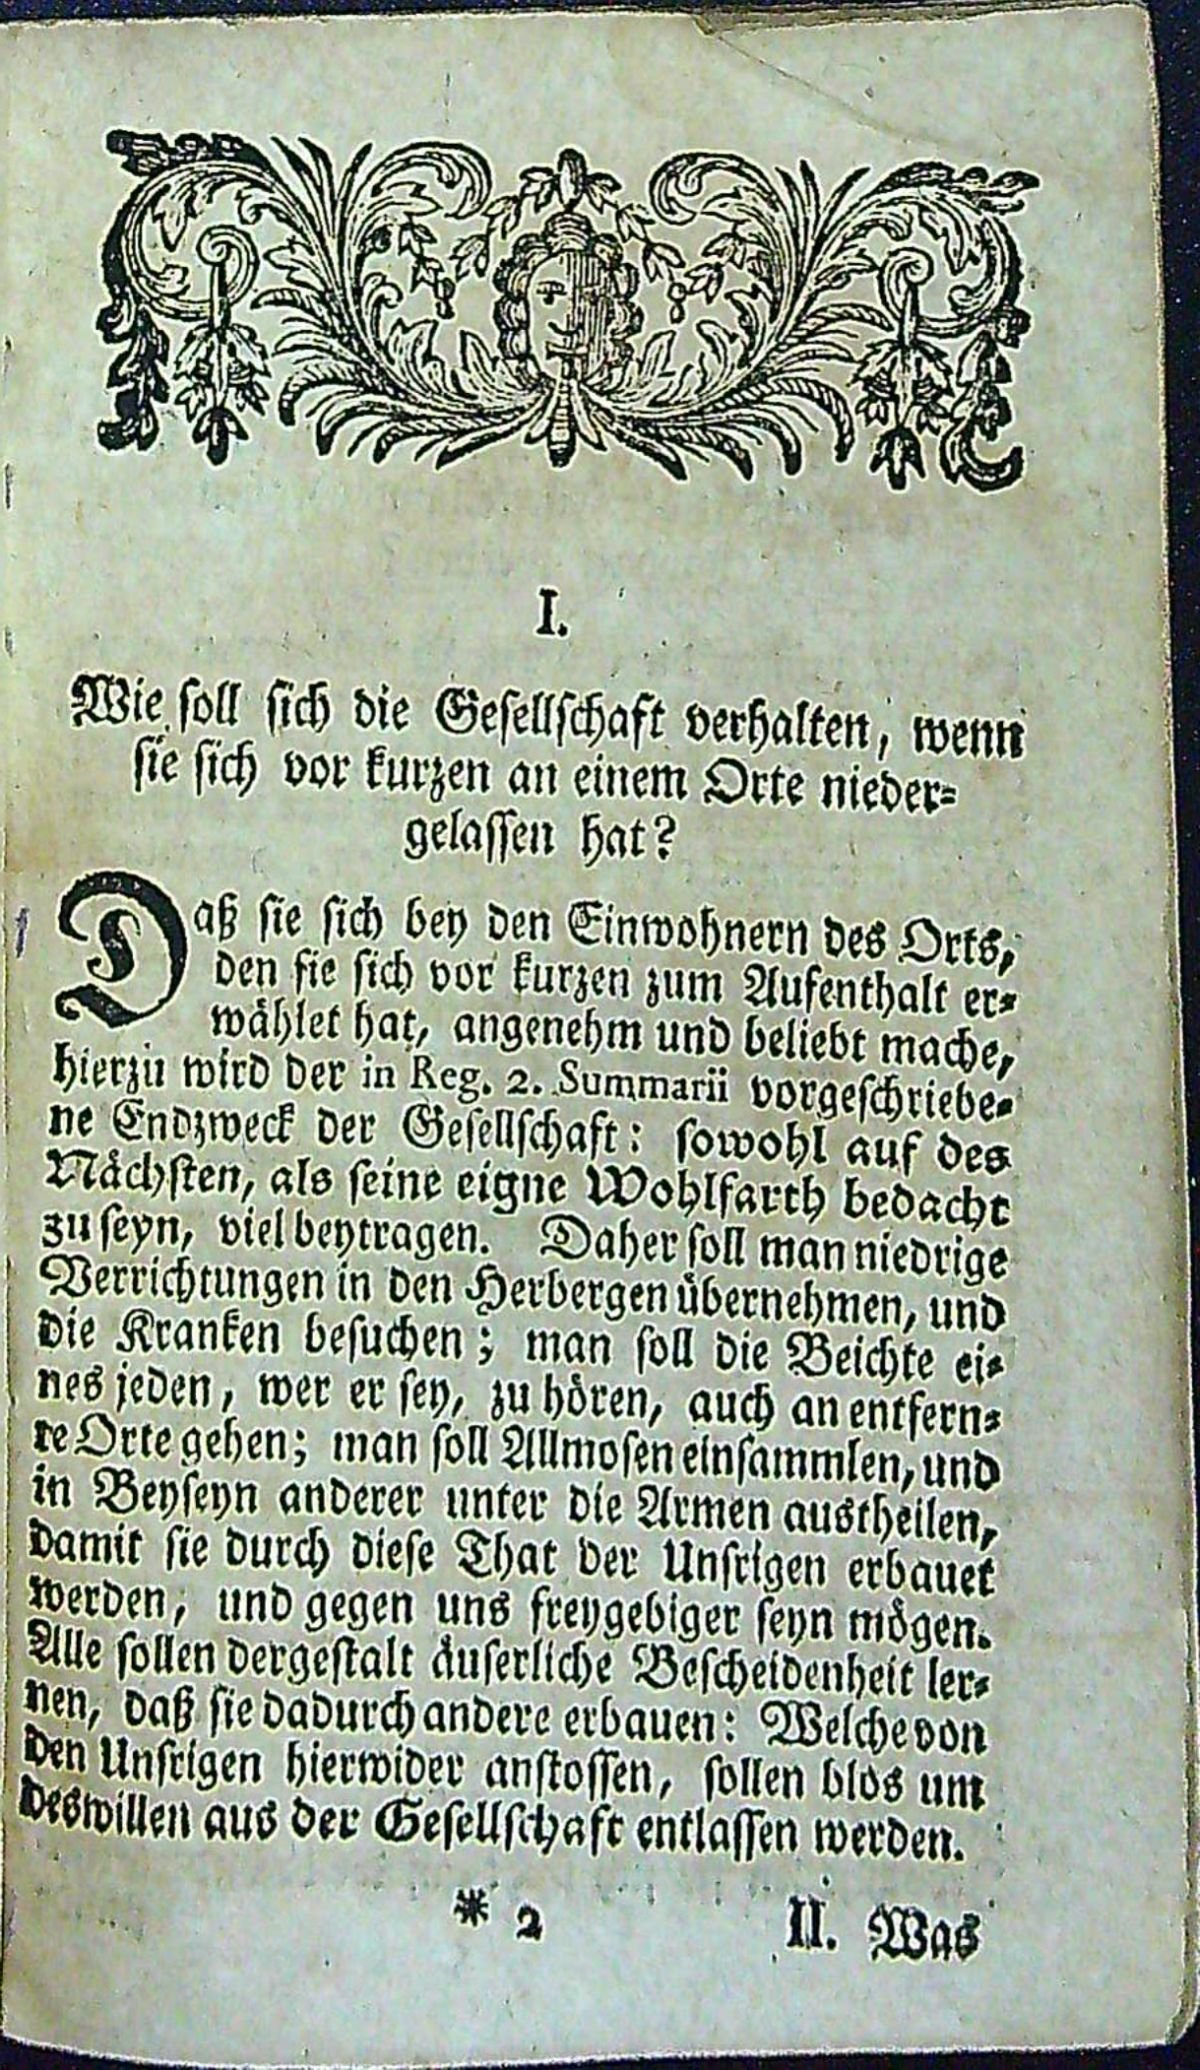 I.
Wie soll sich die Gesellschaft verhalten, wenn
sie sich vor kurzen an einem Orte nieder-
gelassen hat?
Daß sie sich bey den Einwohnern des Orts,
den sie sich vor kurzen zum Aufenthalt er-
wählet hat, angenehm und beliebt mache,
hierzu wird der in Reg. 2. Summarii vorgeschriebe-
ne Endzweck der Gesellschaft: sowohl auf des
Nächsten, als seine eigne Wohlfarth bedacht
zu seyn, viel beytragen. Daher soll man niedrige
Verrichtungen in den Herbergen übernehmen, und
die Kranken besuchen; man soll die Beichte ei-
nes jeden, wer er sey, zu hören, auch an entfern-
te Orte gehen; man soll Allmosen einsammlen, und
in Beyseyn anderer unter die Armen austheilen,
damit sie durch diese That der Unsrigen erbauet
werden, und gegen uns freygebiger seyn mögen.
Alle sollen dergestalt äuserliche Bescheidenheit ler-
nen, daß sie dadurch andere erbauen: Welche von
den Unsrigen hierwider anstossen, sollen blos um
deswillen aus der Gesellschaft entlassen werden.
* 2 II. Was